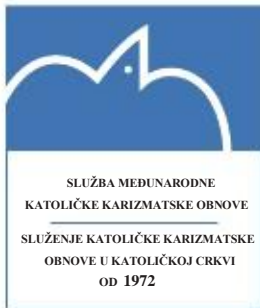 SLUŽBA MEĐUNARODNE
KATOLIČKE KARIZMATSKE OBNOVE
SLUŽENJE KATOLIČKE KARIZMATSKE
OBNOVE U KATOLIČKOJ CRKVI
OD 1972